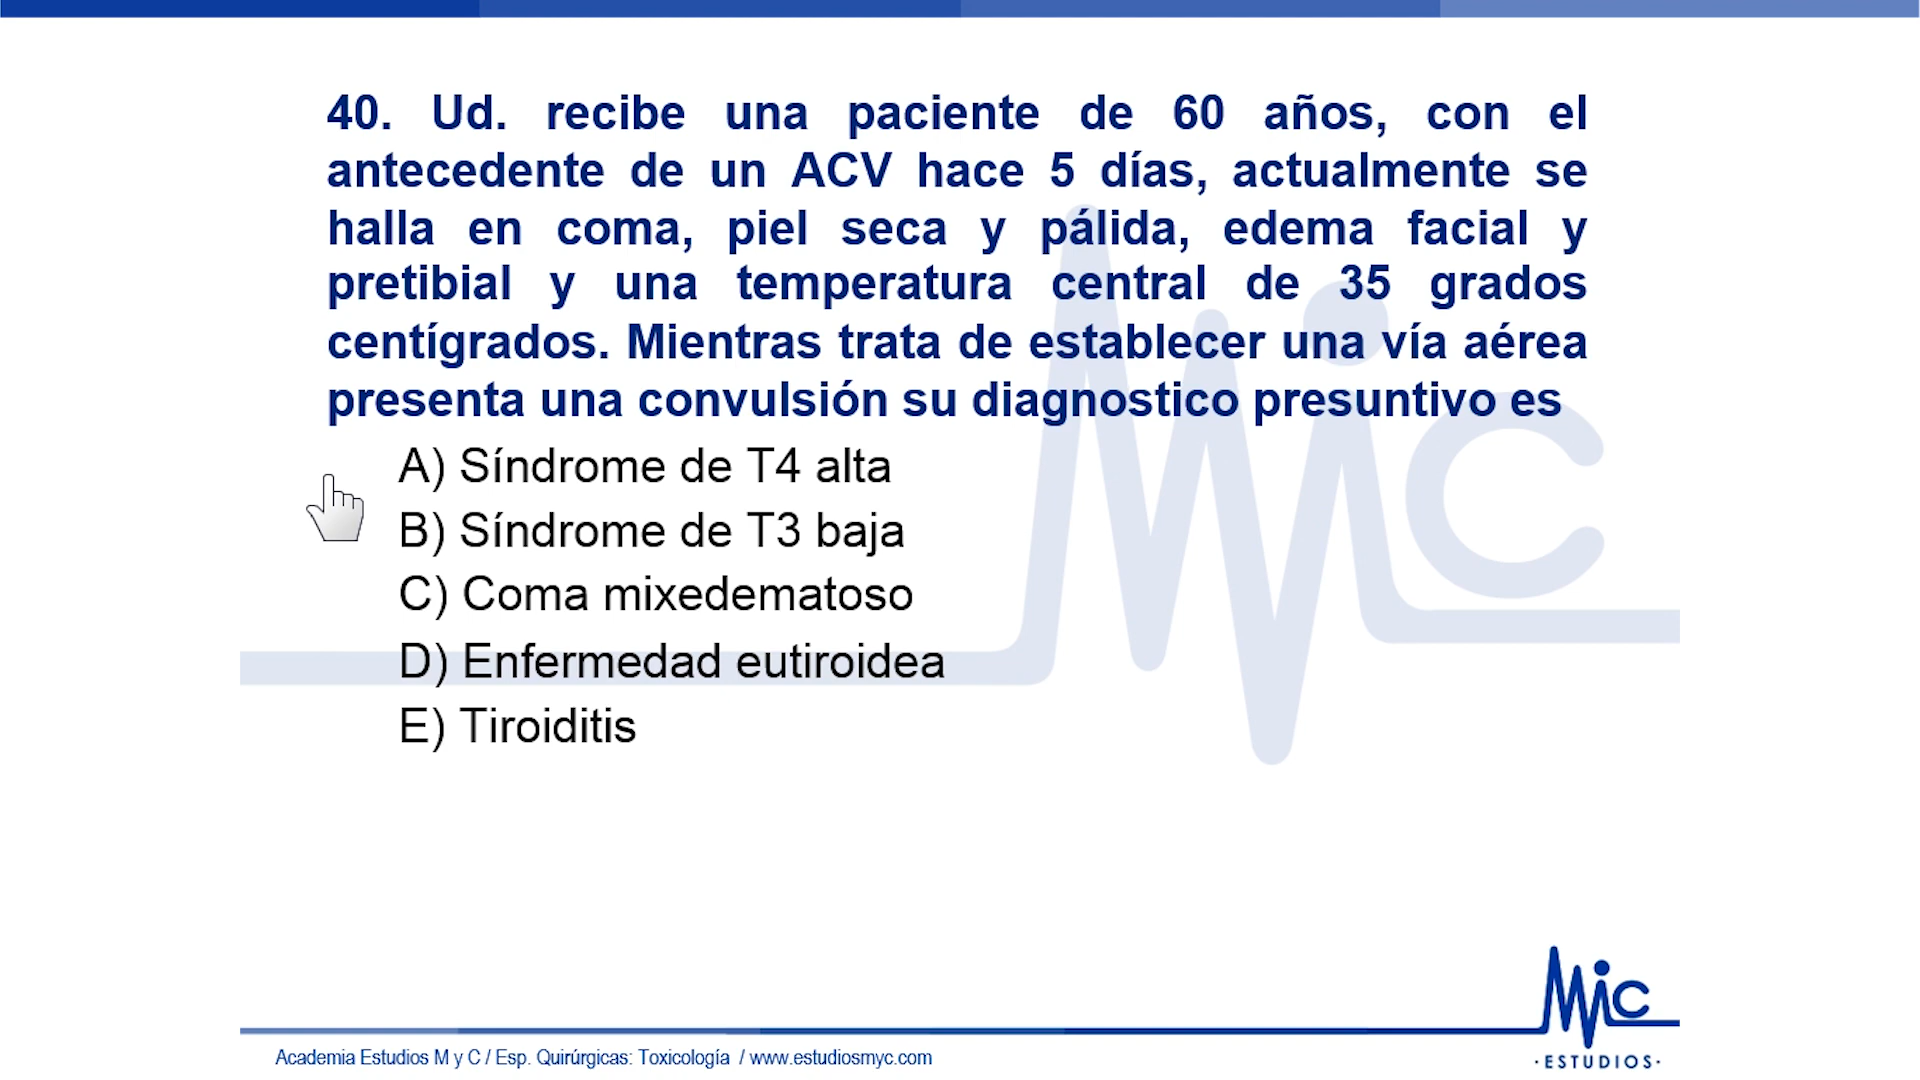 40. Ud. recibe una paciente de 60 años, con el
antecedente de un ACV hace 5 días, actualmente se
halla en coma, piel seca y pálida, edema facial y
pretibial y una temperatura central de 35 grados
centígrados. Mientras trata de establecer una vía aérea
presenta una convulsión su diagnostico presuntivo es
A) Síndrome de T4 alta
B) Síndrome de T3 baja
C) Coma mixedematoso
D) Enfermedad eutiroidea
E) Tiroiditis
MiC
MiC
·ESTUDIOS·
Academia Estudios M y C / Esp. Quirúrgicas: Toxicología / www.estudiosmyc.com